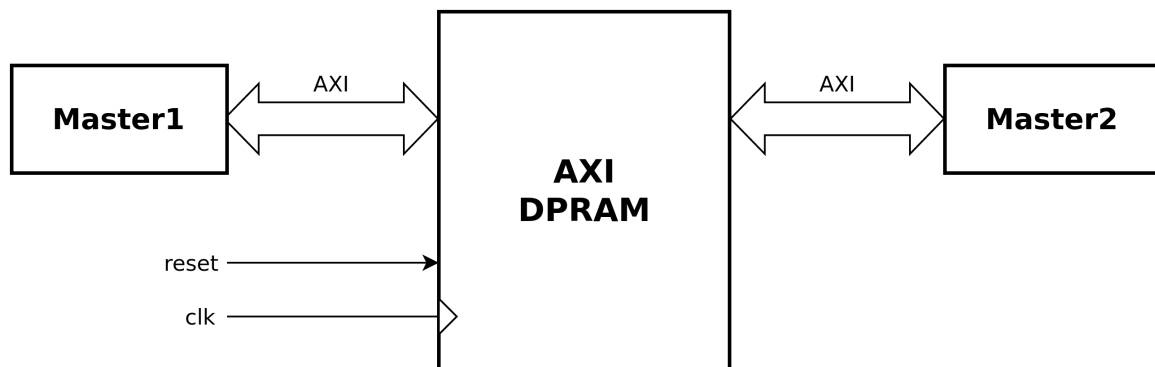 AXI
AXI
Master1
Master2
AXI
DPRAM
reset
clk